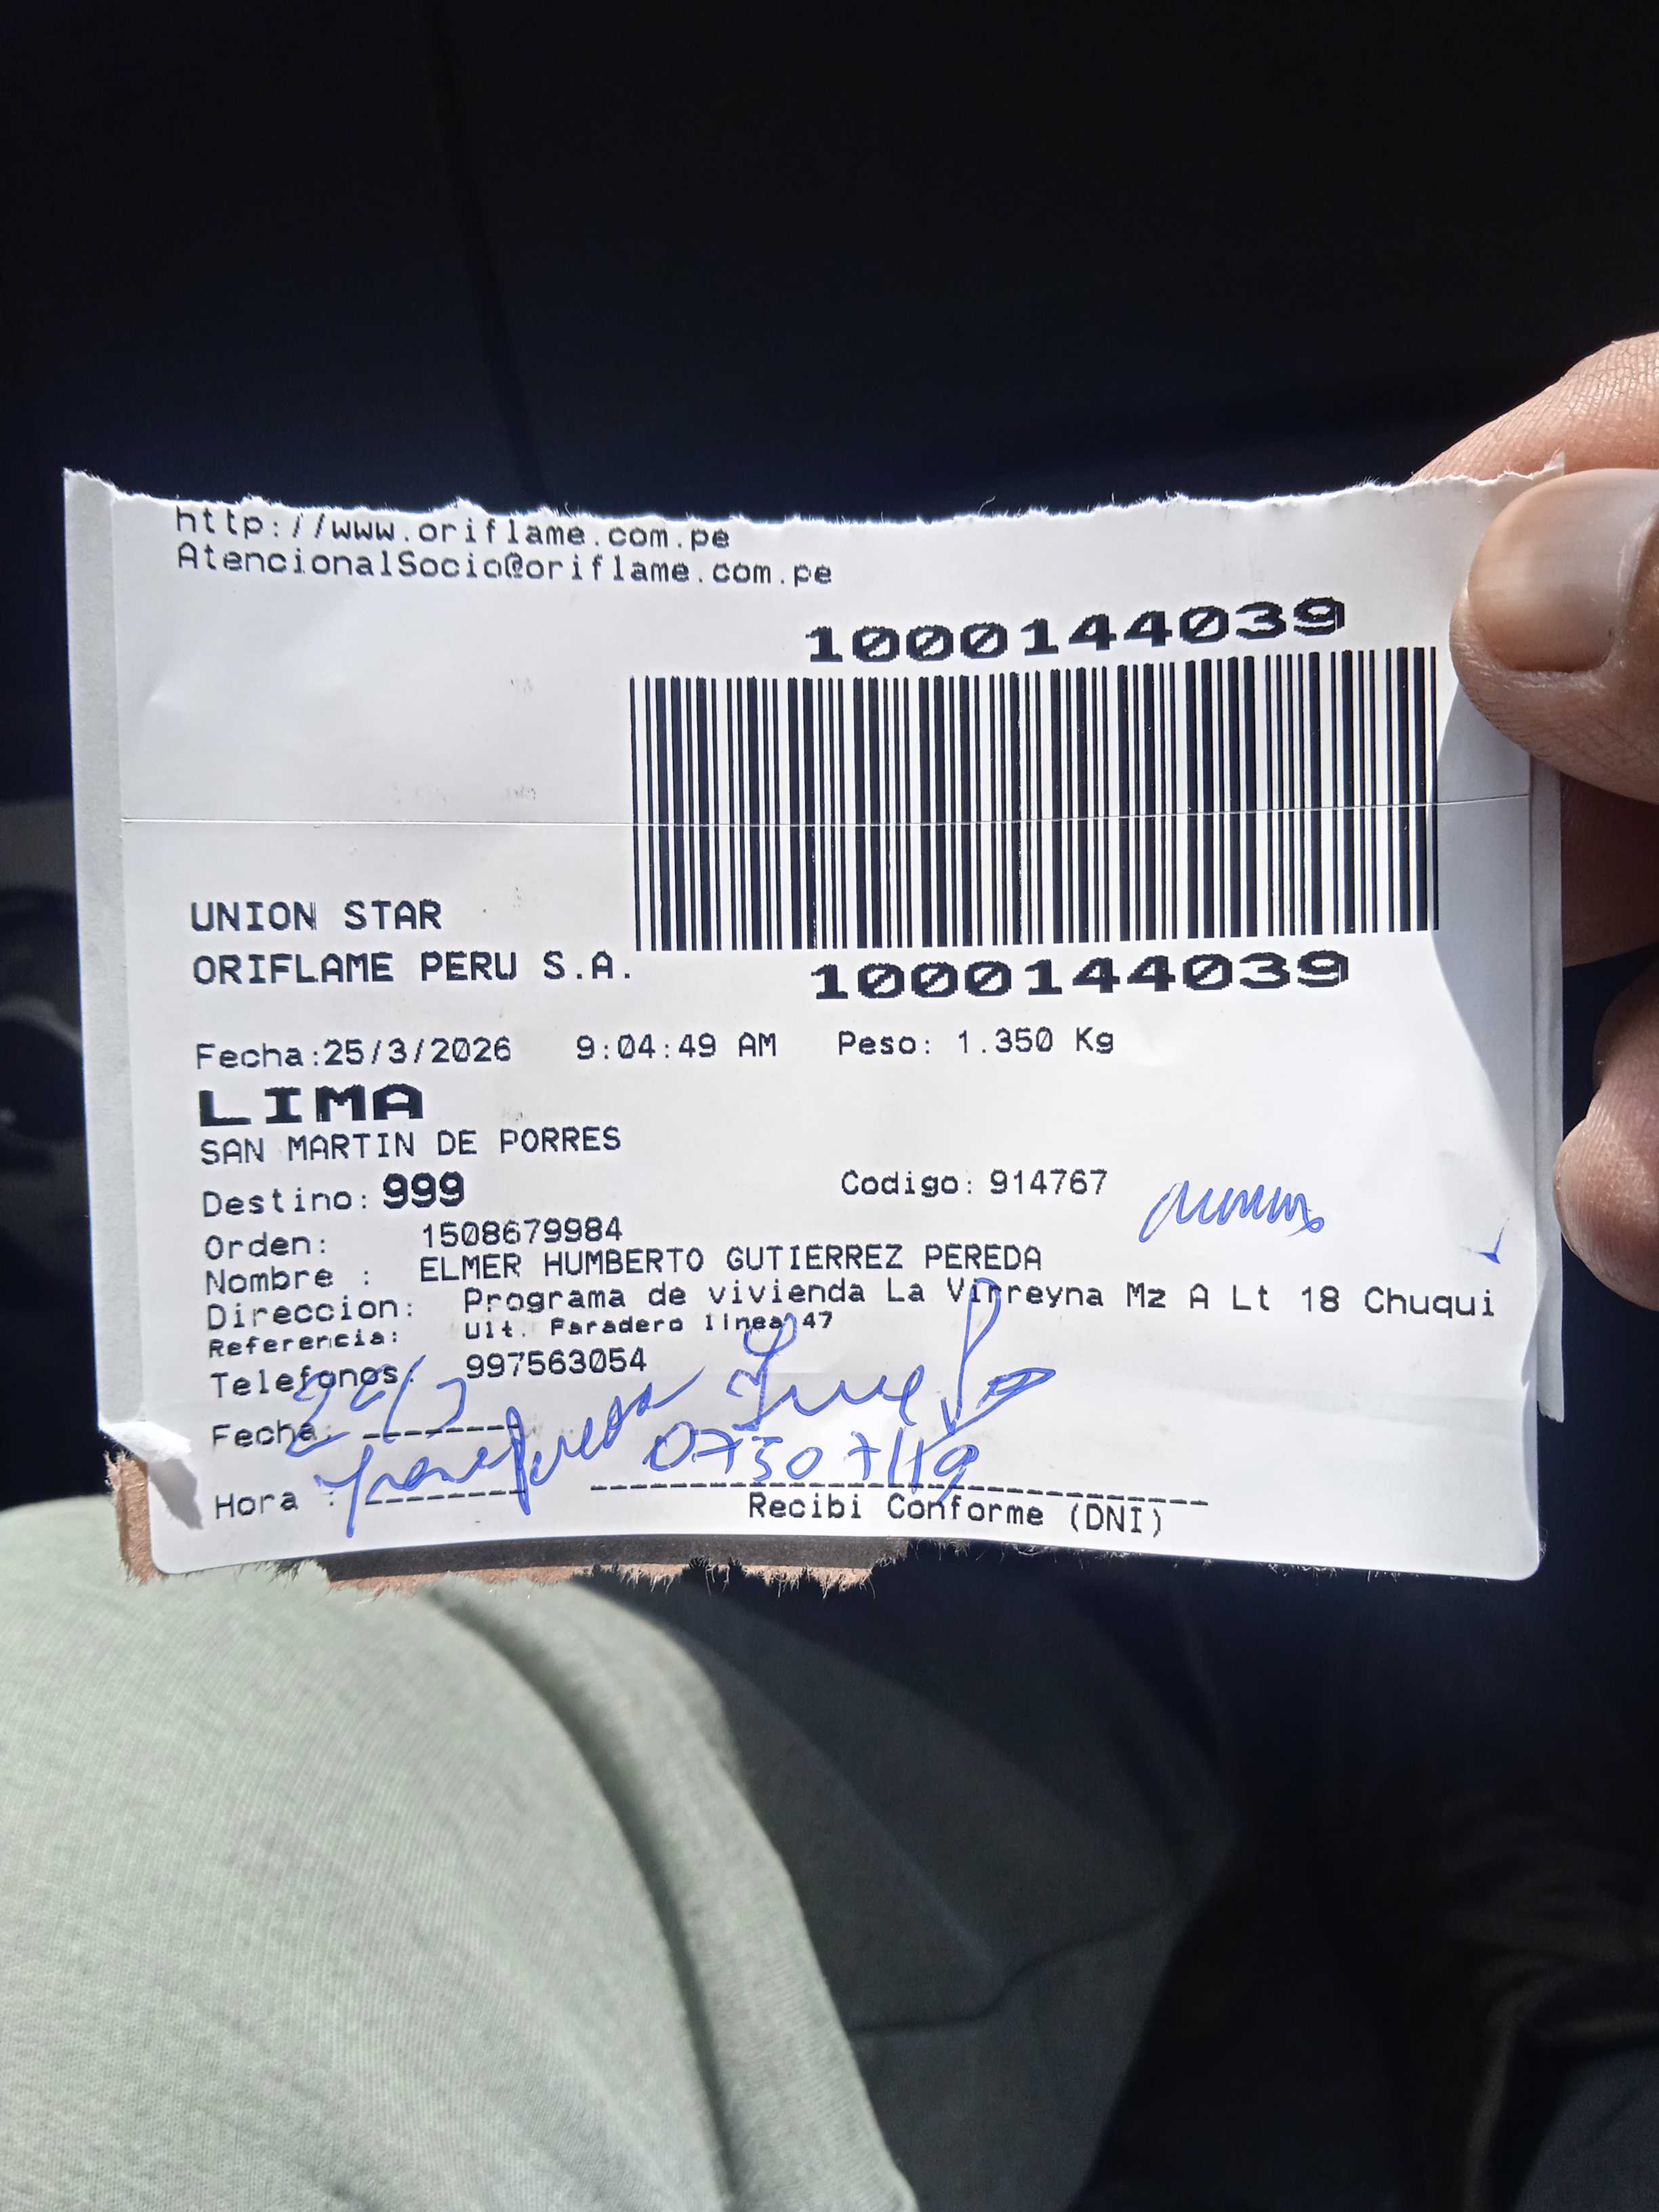 http://www.oriflame.com.pe
AtencionalSocio@oriflame.com.pe
1000144039
UNION STAR
ORIFLAME PERU S.A.
1000144039
Fecha:25/3/2026 9:04:49 AM Peso: 1.350 Kg
LIMA
SAN MARTIN DE PORRES
Destino: 999 Codigo: 914767
Orden: 1508679984
Nombre : ELMER HUMBERTO GUTIERREZ PEREDA
Direccion: Programa de vivienda La Virreyna Mz A Lt 18 Chuqui
Referencia: Ult. Paradero linea 47
Telefonos: 997563054
Fecha:
07507119
Hora :
Recibi Conforme (DNI)